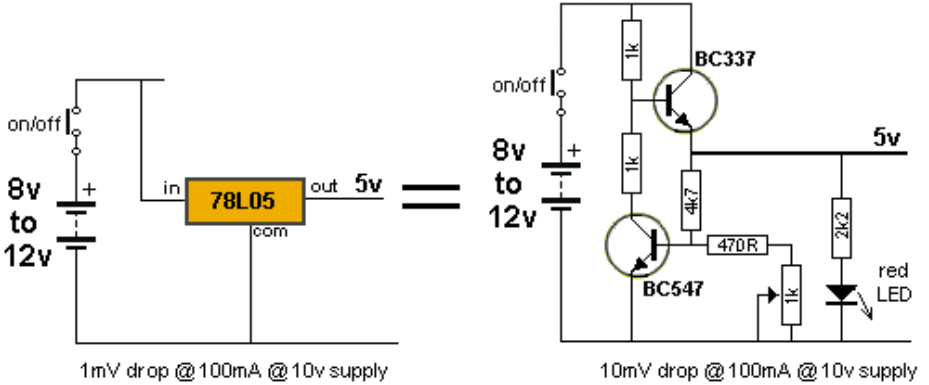 on/off
8v
to
12v
+
in
78L05
out
5v
com
1mV drop @100mA @10v supply
on/off
8v
to
12v
+
1k
BC337
1k
5v
4k7
BC547
470R
1k
2k2
red
LED
10mV drop @100mA @10v supply